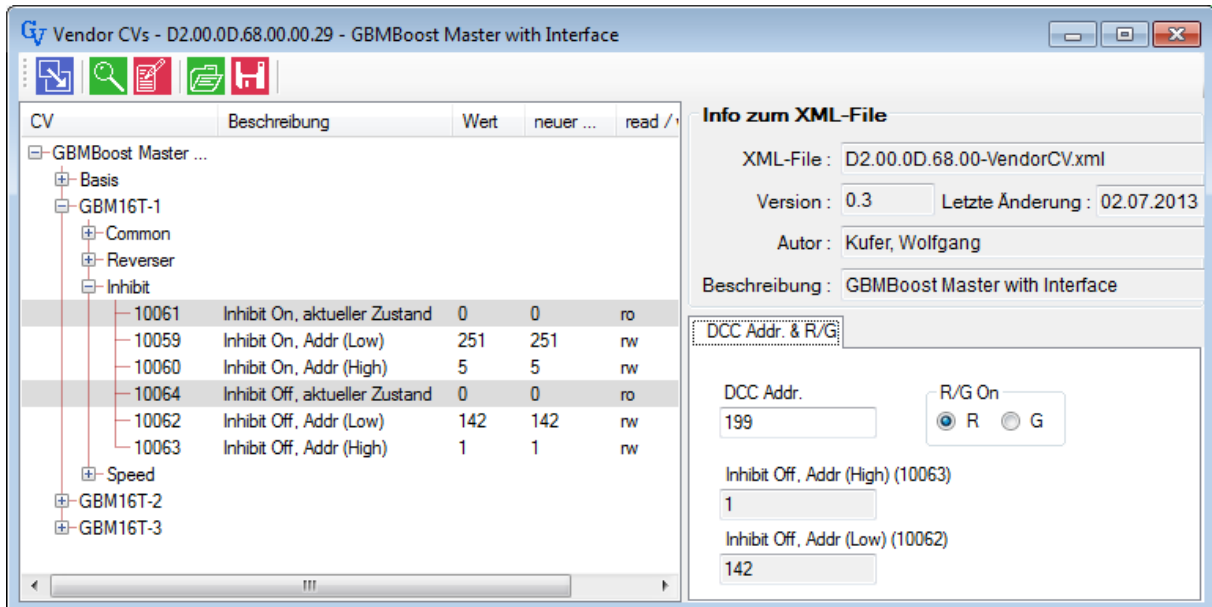 Vendor CVs - D2.00.0D.68.00.00.29 - GBMBoost Master with Interface
CV Beschreibung Wert neuer ... read /
GBMBoost Master ...
Basis
GBM16T-1
Common
Reverser
Inhibit
10061 Inhibit On, aktueller Zustand 0 0 ro
10059 Inhibit On, Addr (Low) 251 251 rw
10060 Inhibit On, Addr (High) 5 5 rw
10064 Inhibit Off, aktueller Zustand 0 0 ro
10062 Inhibit Off, Addr (Low) 142 142 rw
10063 Inhibit Off, Addr (High) 1 1 rw
Speed
GBM16T-2
GBM16T-3
Info zum XML-File
XML-File : D2.00.0D.68.00-VendorCV.xml
Version : 0.3 Letzte Änderung : 02.07.2013
Autor : Kufer, Wolfgang
Beschreibung : GBMBoost Master with Interface
DCC Addr. & R/G
DCC Addr. R/G On
199 R G
Inhibit Off, Addr (High) (10063)
1
Inhibit Off, Addr (Low) (10062)
142